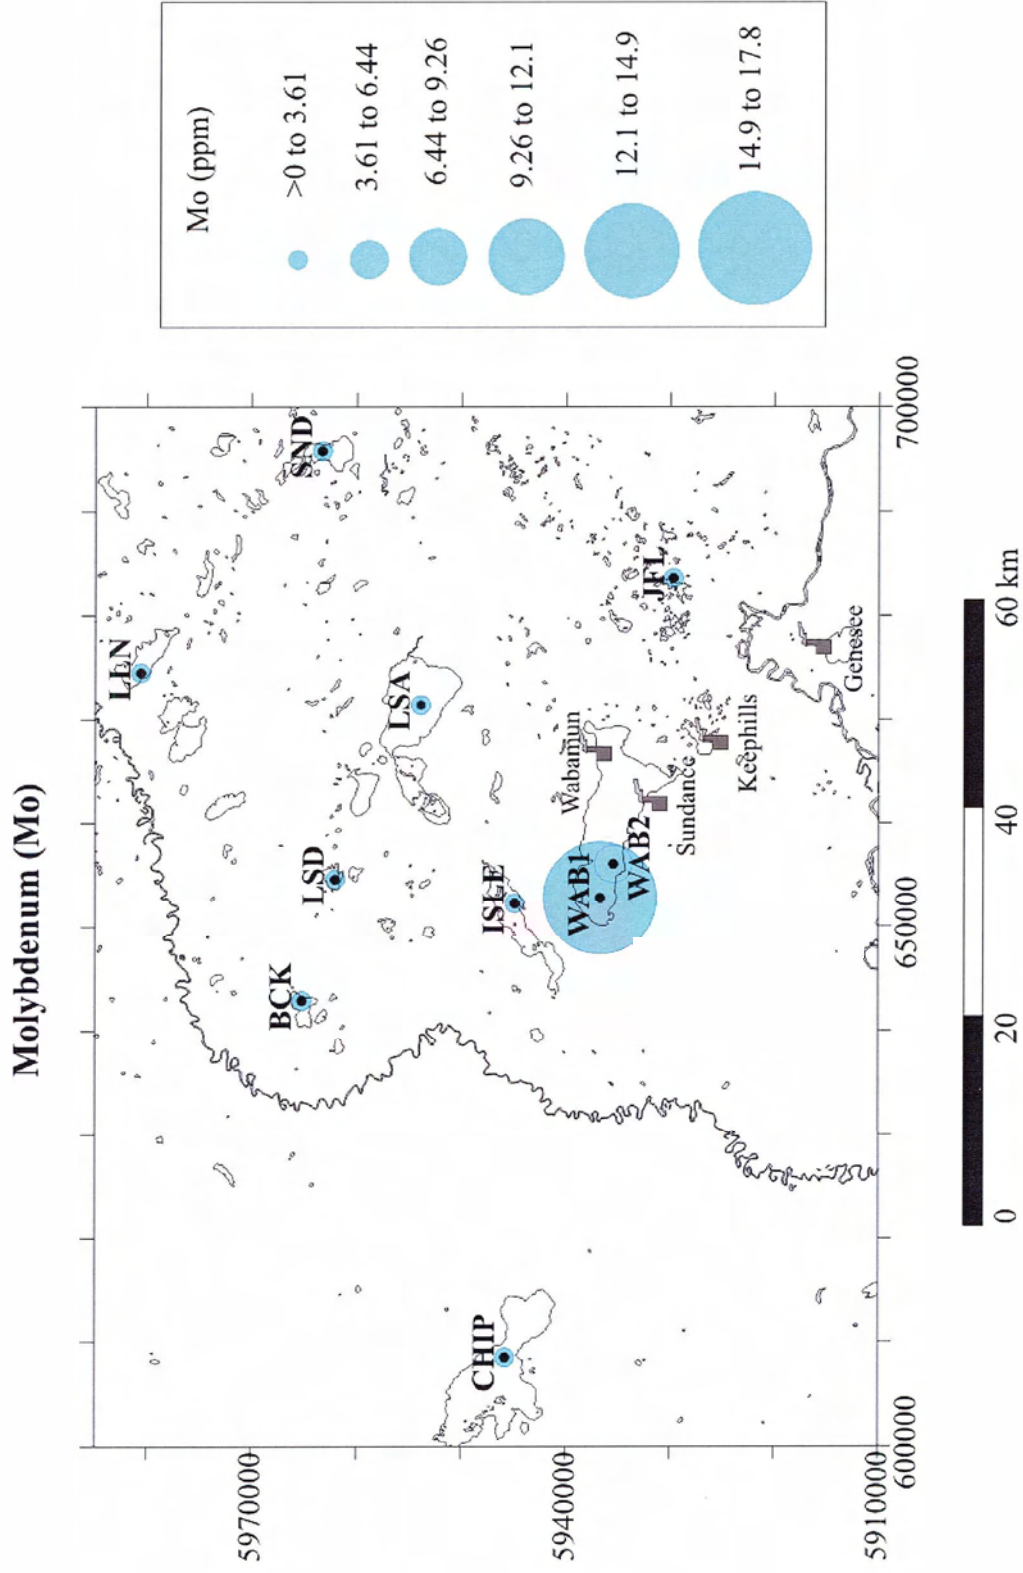 Molybdenum (Mo)
LEN
SND
BCK
LSD
LSA
CHIP
ISLE
JFL
WAB1
WAB2
Wabamun
Sundance
Keephills
Genesee
5970000
5940000
5910000
600000
650000
700000
0 20 40 60 km
Mo (ppm)
>0 to 3.61
3.61 to 6.44
6.44 to 9.26
9.26 to 12.1
12.1 to 14.9
14.9 to 17.8